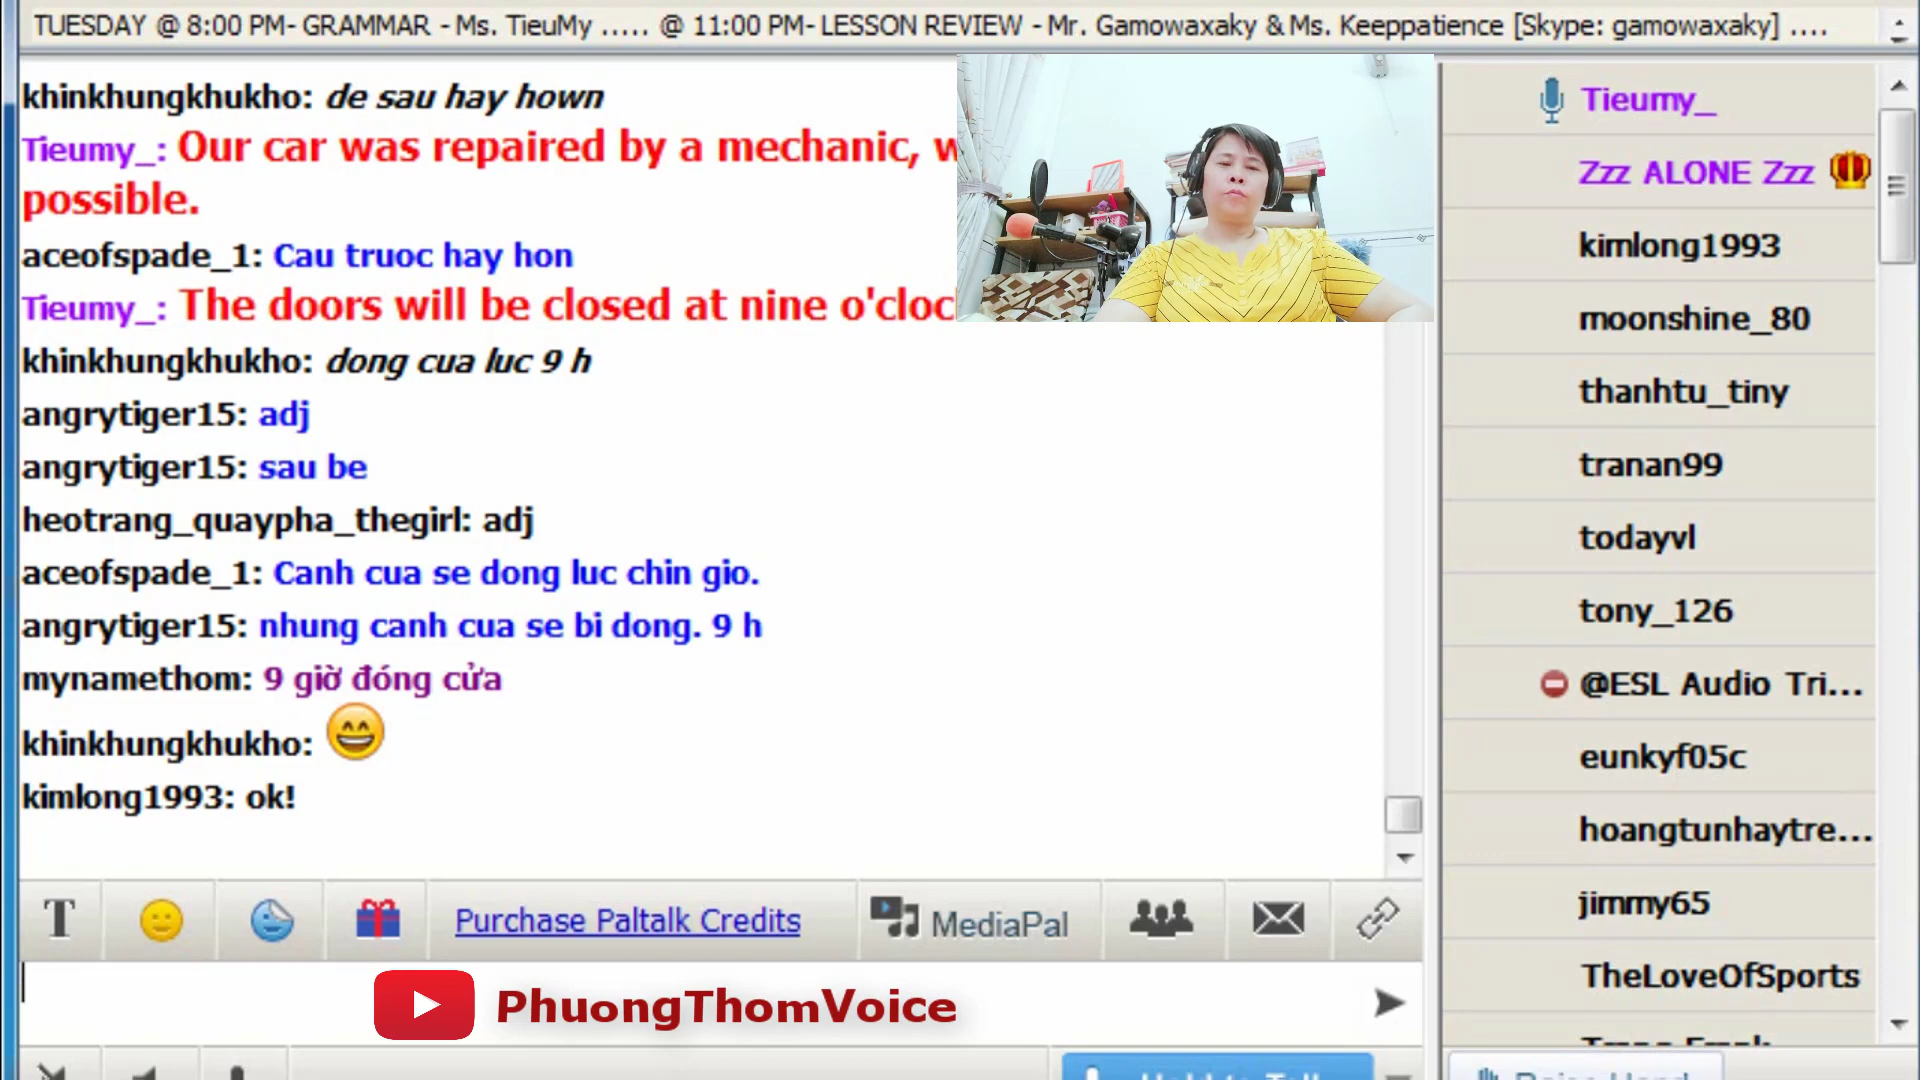 TUESDAY @ 8:00 PM- GRAMMAR - Ms. TieuMy ..... @ 11:00 PM- LESSON REVIEW - Mr. Gamowaxaky & Ms. Keeppatience [Skype: gamowaxaky] ....
khinkhungkhukho: de sau hay hown
Tieumy_: Our car was repaired by a mechanic,
possible.
aceofspade_1: Cau truoc hay hon
Tieumy_: The doors will be closed at nine
khinkhungkhukho: dong cua luc 9 h
angrytiger15: adj
angrytiger15: sau be
heotrang_quaypha_thegirl: adj
aceofspade_1: Canh cua se dong luc chin gio.
angrytiger15: nhung canh cua se bi dong. 9 h
mynamethom: 9 giờ đóng cửa
khinkhungkhukho:
kimlong1993: ok!
T
Purchase Paltalk Credits
MediaPal
PhuongThomVoice
Tieumy_
Zzz ALONE Zzz
kimlong1993
moonshine_80
thanhtu_tiny
tranan99
todayvl
tony_126
@ESL Audio Tri...
eunkyf05c
hoangtunhaytre...
jimmy65
TheLoveOfSports